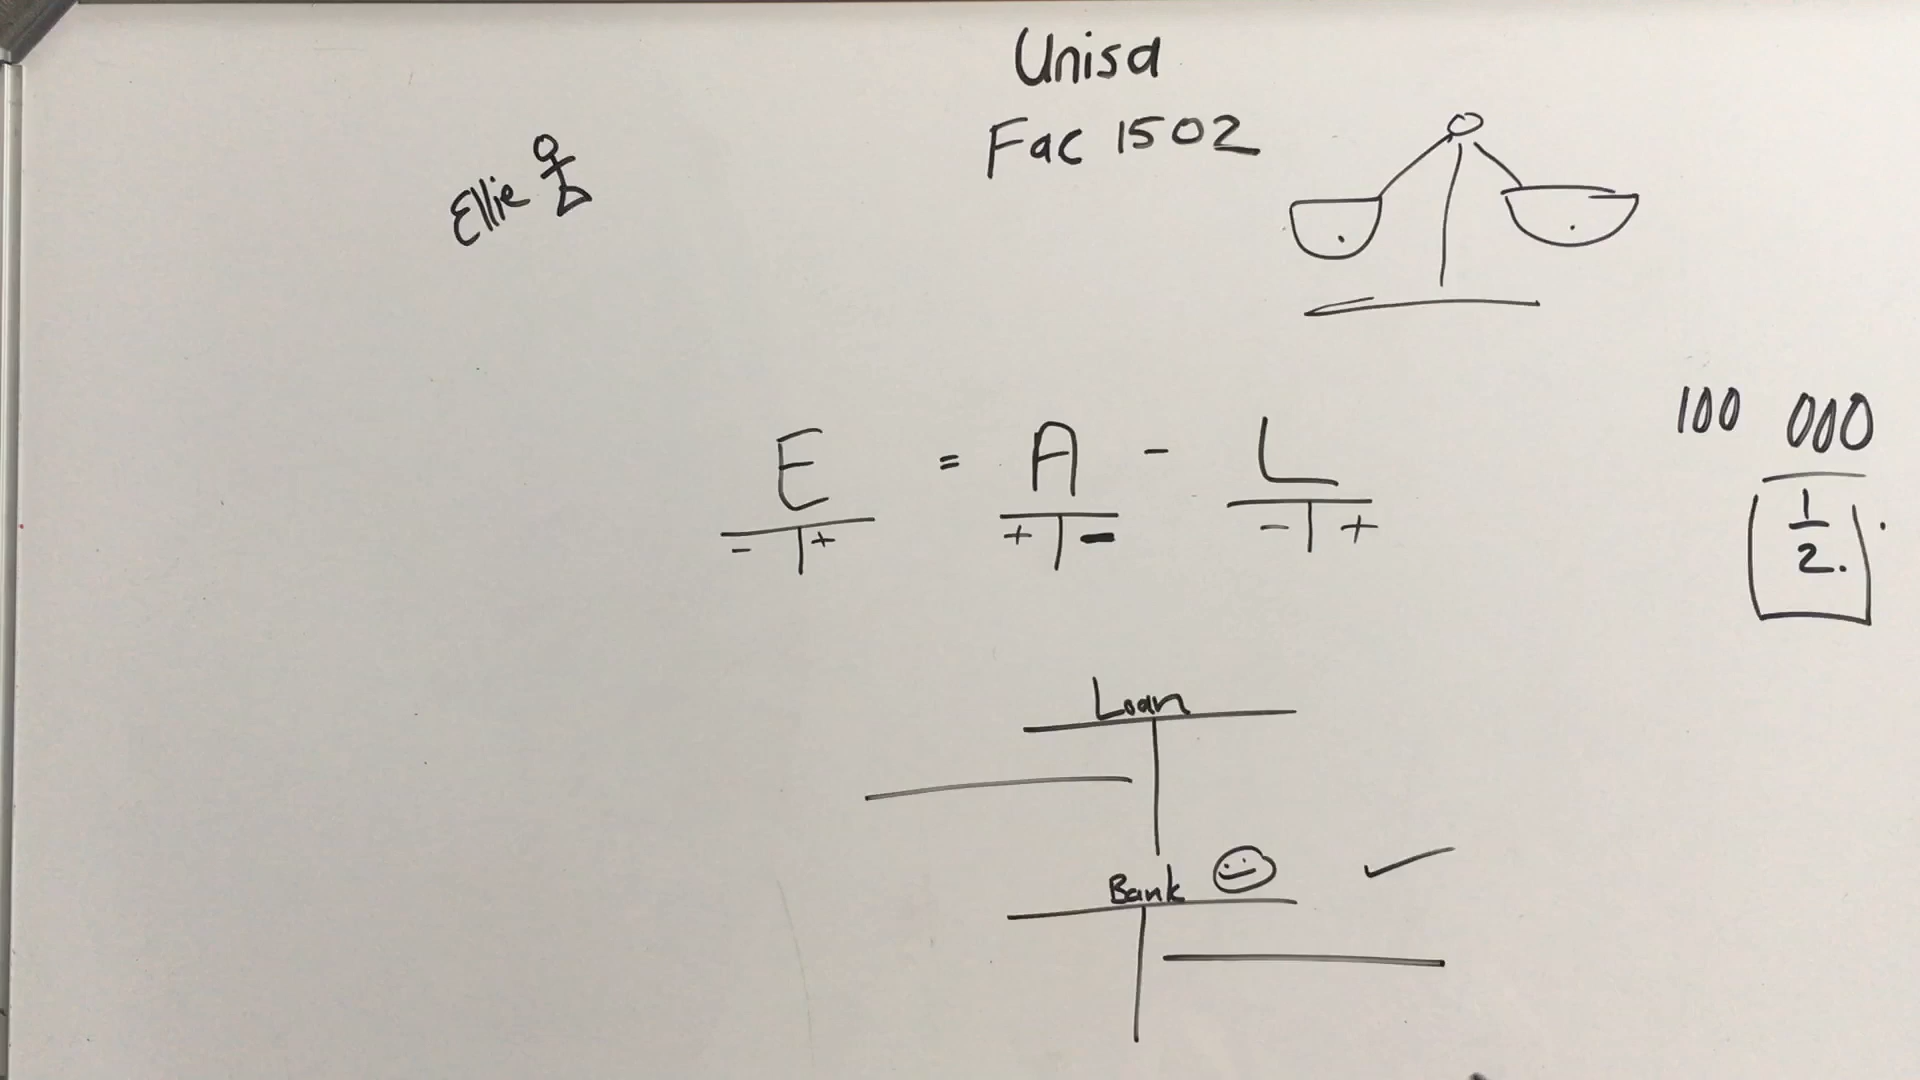 Unisa
Fac 1502
Ellie
100 000
E = A - L
- + + - - +
1
2.
Loan
Bank